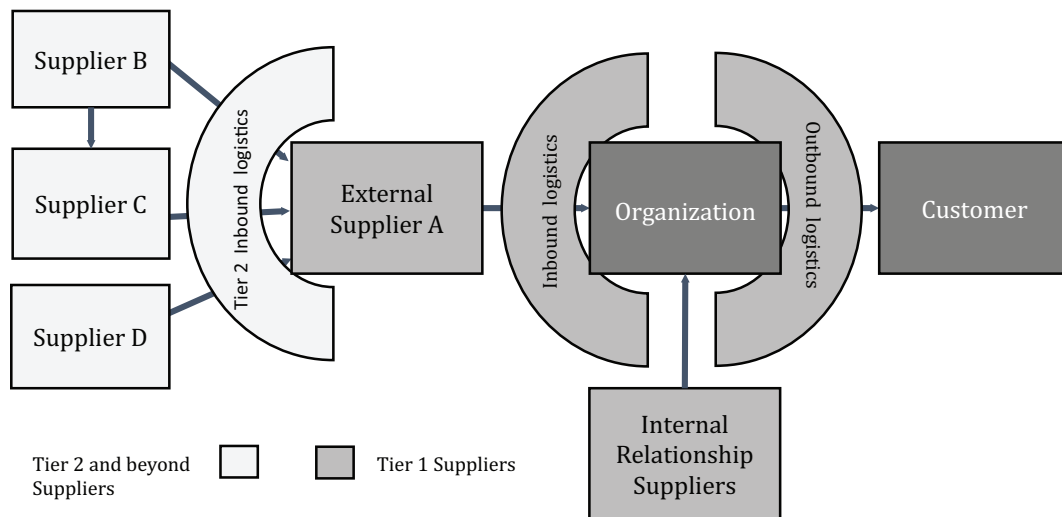 Supplier B
Supplier C
Supplier D
Tier 2 Inbound logistics
External
Supplier A
Inbound logistics
Organization
Outbound logistics
Customer
Internal
Relationship
Suppliers
Tier 2 and beyond
Suppliers
Tier 1 Suppliers